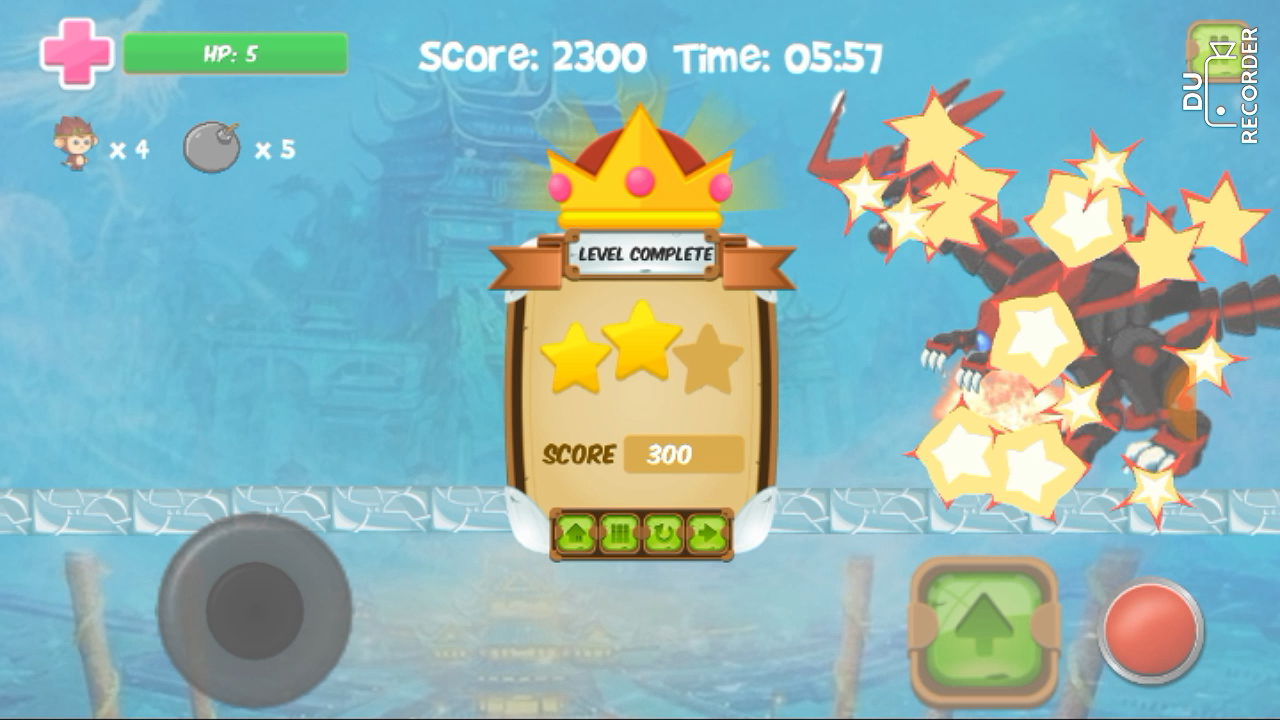 HP: 5
Score: 2300 Time: 05:57
x 4
x 5
LEVEL COMPLETE
SCORE 300
DU
RECORDER